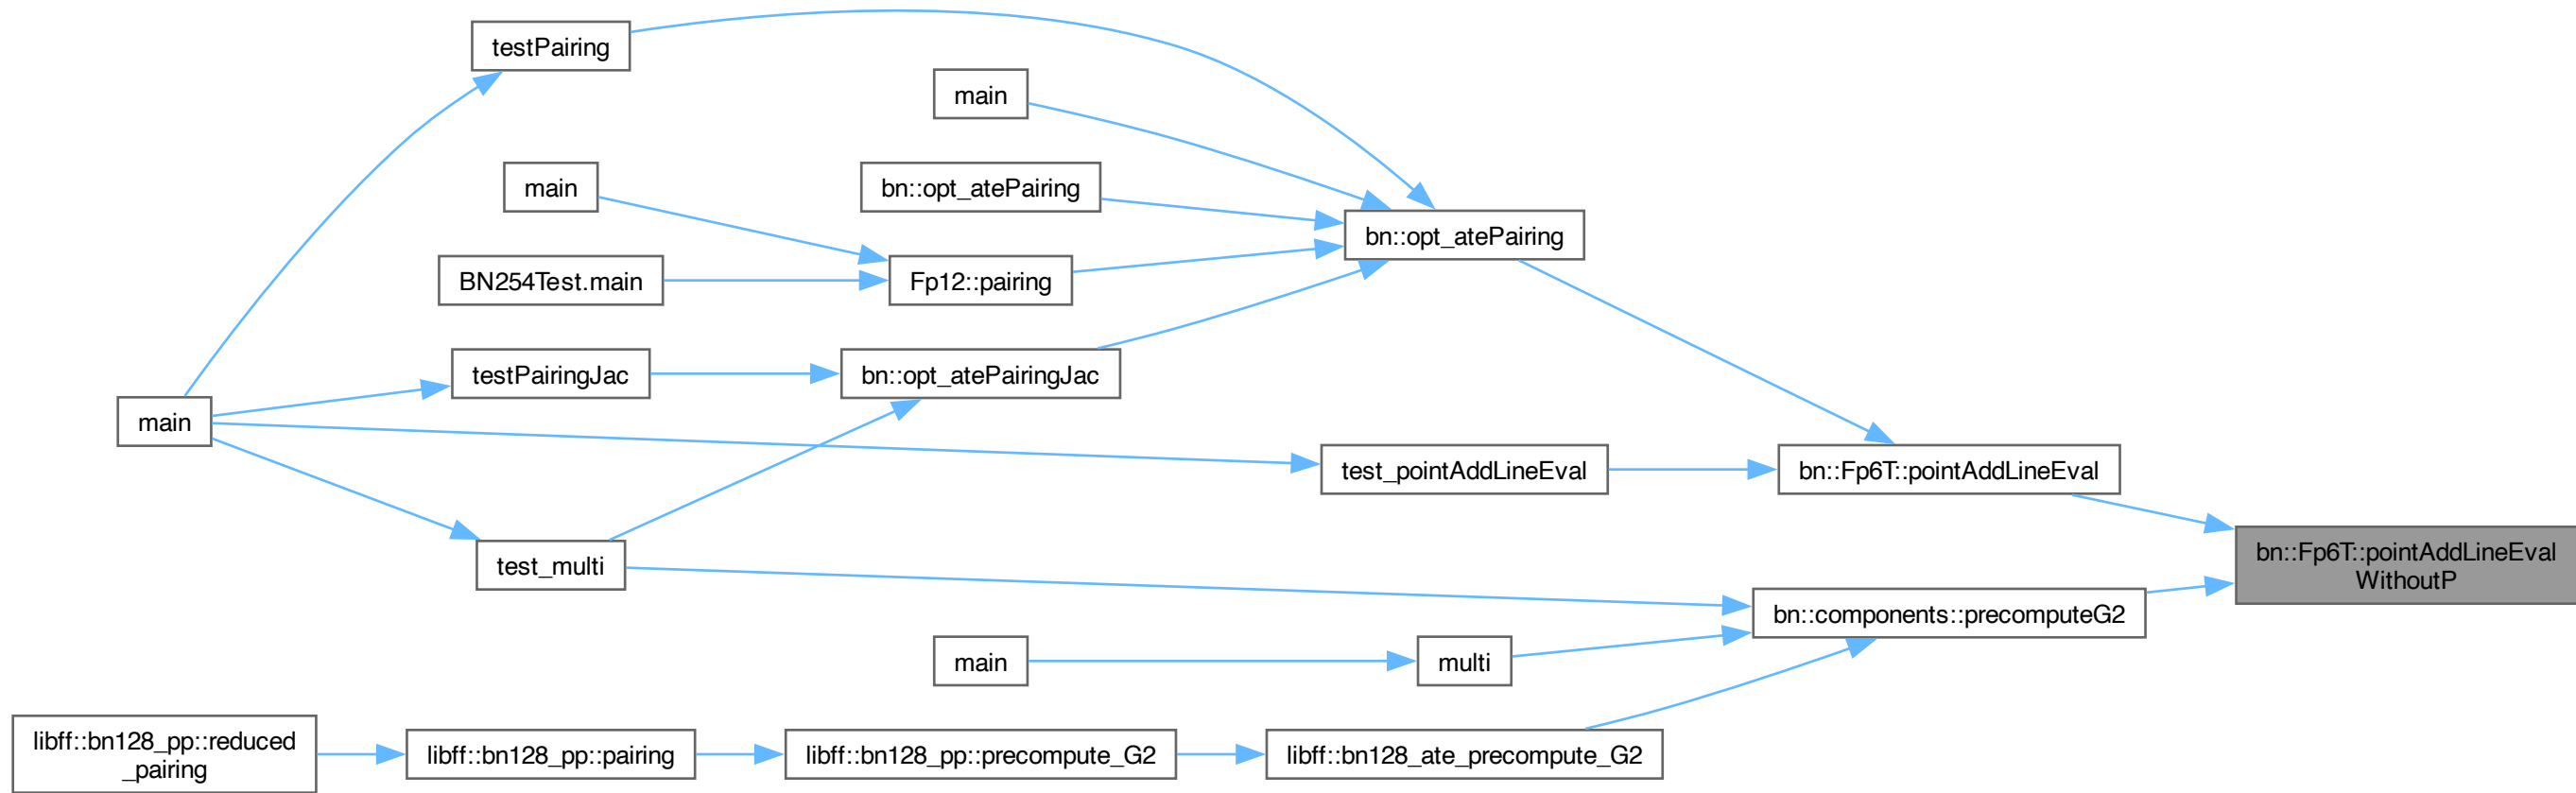 testPairing
main
main
bn::opt_atePairing
bn::opt_atePairing
BN254Test.main
Fp12::pairing
testPairingJac
bn::opt_atePairingJac
main
test_pointAddLineEval
bn::Fp6T::pointAddLineEval
test_multi
bn::Fp6T::pointAddLineEval
WithoutP
bn::components::precomputeG2
main
multi
libff::bn128_pp::reduced
_pairing
libff::bn128_pp::pairing
libff::bn128_pp::precompute_G2
libff::bn128_ate_precompute_G2